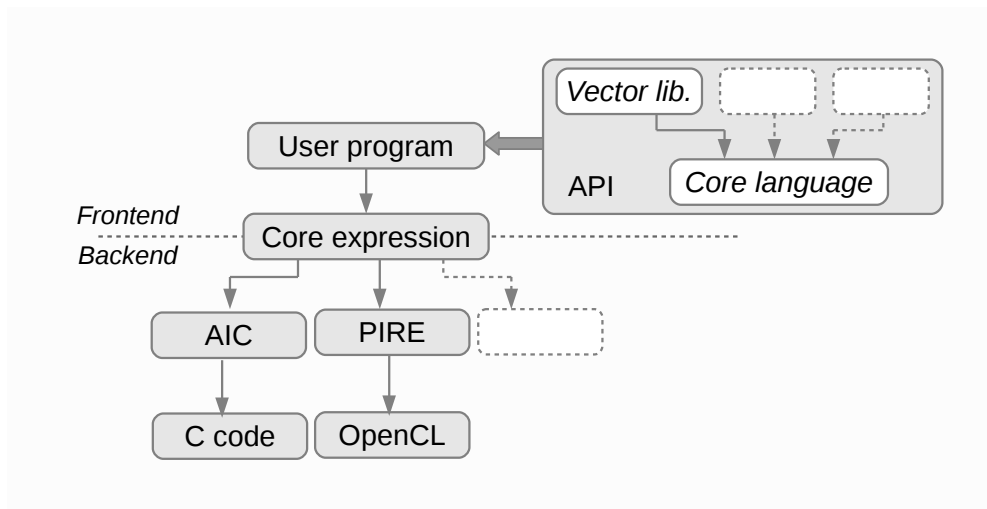 Vector lib.
User program
API
Core language
Frontend
Core expression
Backend
AIC
PIRE
C code
OpenCL